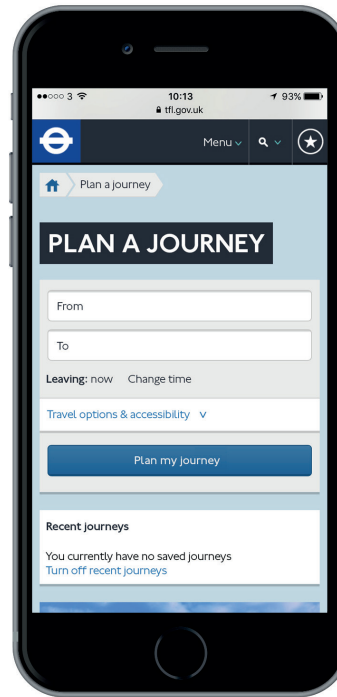 3 10:13 93%
tfl.gov.uk
Menu
Plan a journey
PLAN A JOURNEY
From
To
Leaving: now Change time
Travel options & accessibility
Plan my journey
Recent journeys
You currently have no saved journeys
Turn off recent journeys